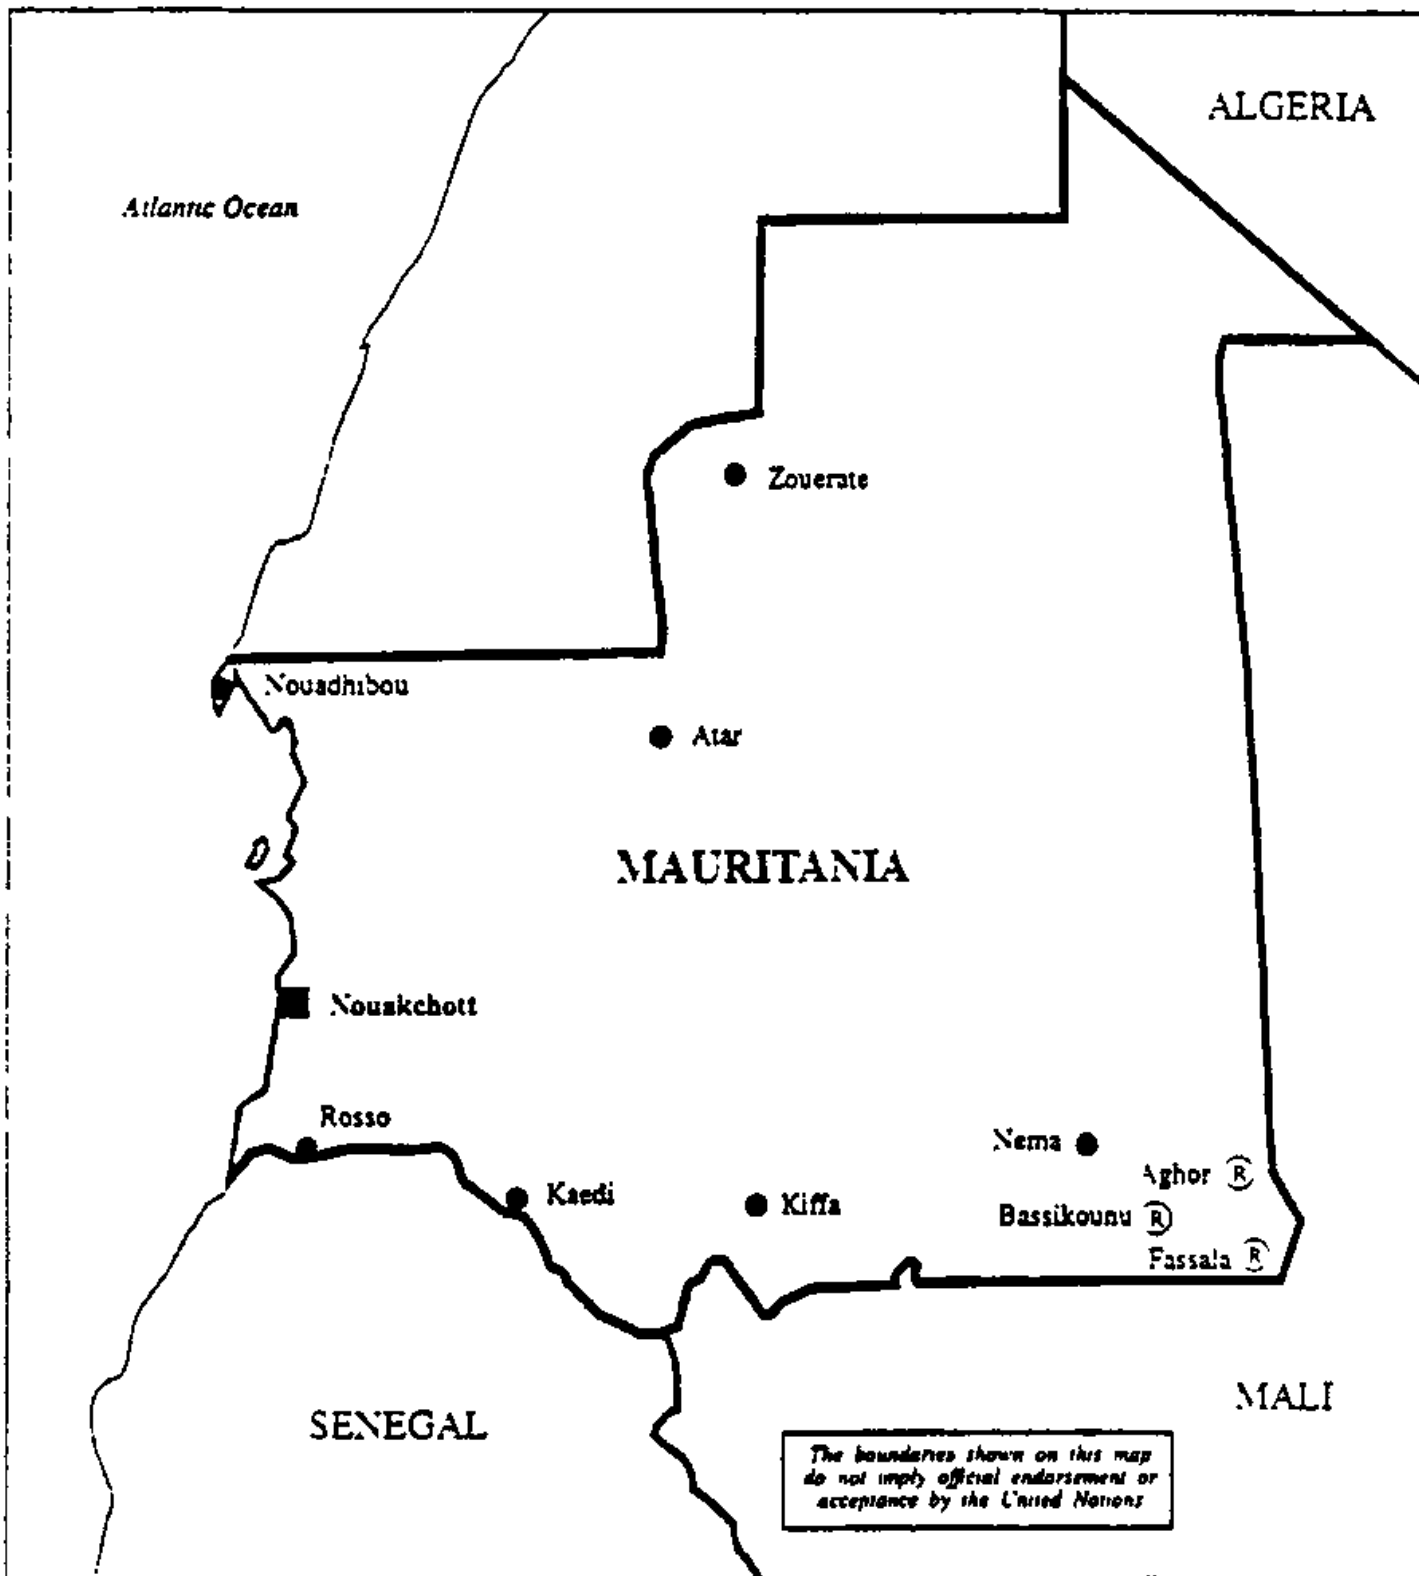 ALGERIA
Atlantic Ocean
Zouerate
Nouadhibou
Atar
MAURITANIA
Nouakchott
Rosso
Nema
Aghor R
Kaedi
Kiffa
Bassikounu R
Fassala R
MALI
SENEGAL
The boundaries shown on this map
do not imply official endorsement or
acceptance by the United Nations